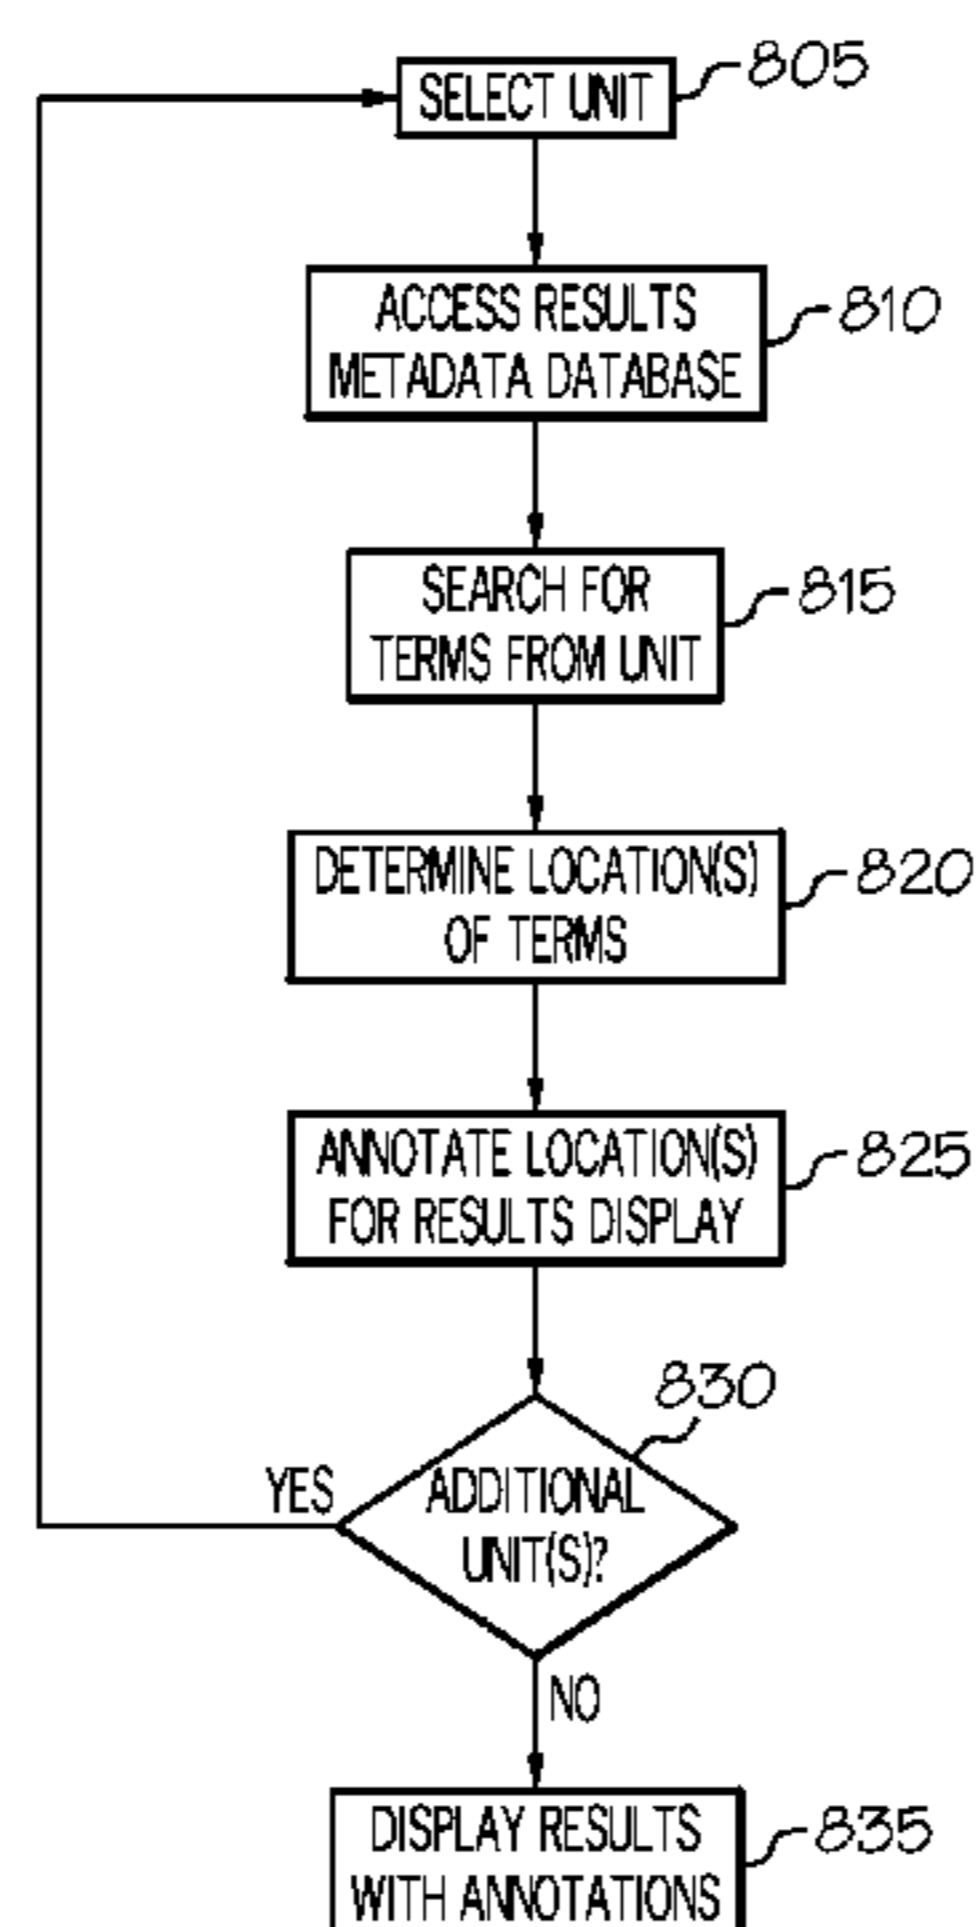 SELECT UNIT
805
ACCESS RESULTS
METADATA DATABASE
810
SEARCH FOR
TERMS FROM UNIT
815
DETERMINE LOCATION(S)
OF TERMS
820
ANNOTATE LOCATION(S)
FOR RESULTS DISPLAY
825
830
YES
ADDITIONAL
UNIT(S)?
NO
DISPLAY RESULTS
WITH ANNOTATIONS
835